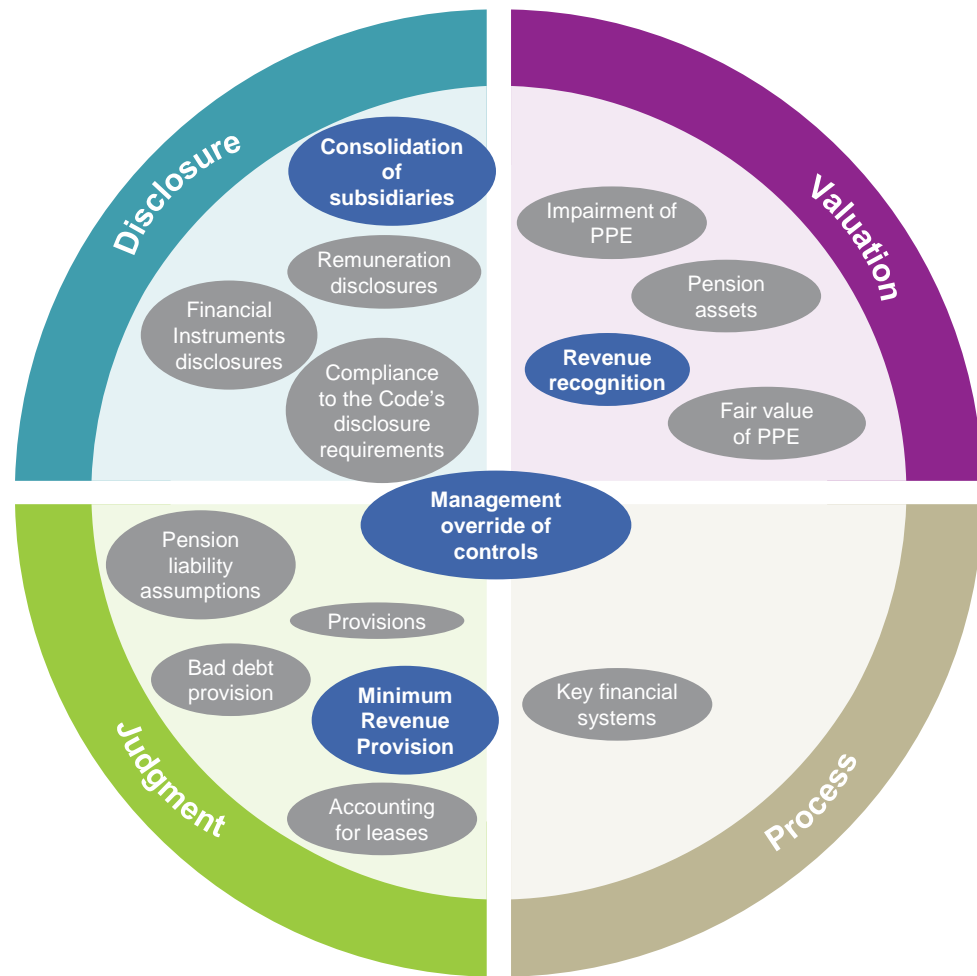 Disclosure
Consolidation
of
subsidiaries
Remuneration
disclosures
Financial
Instruments
disclosures
Compliance
to the Code's
disclosure
requirements
Valuation
Impairment of
PPE
Pension
assets
Revenue
recognition
Fair value
of PPE
Management
override of
controls
Judgment
Pension
liability
assumptions
Provisions
Bad debt
provision
Minimum
Revenue
Provision
Accounting
for leases
Process
Key financial
systems